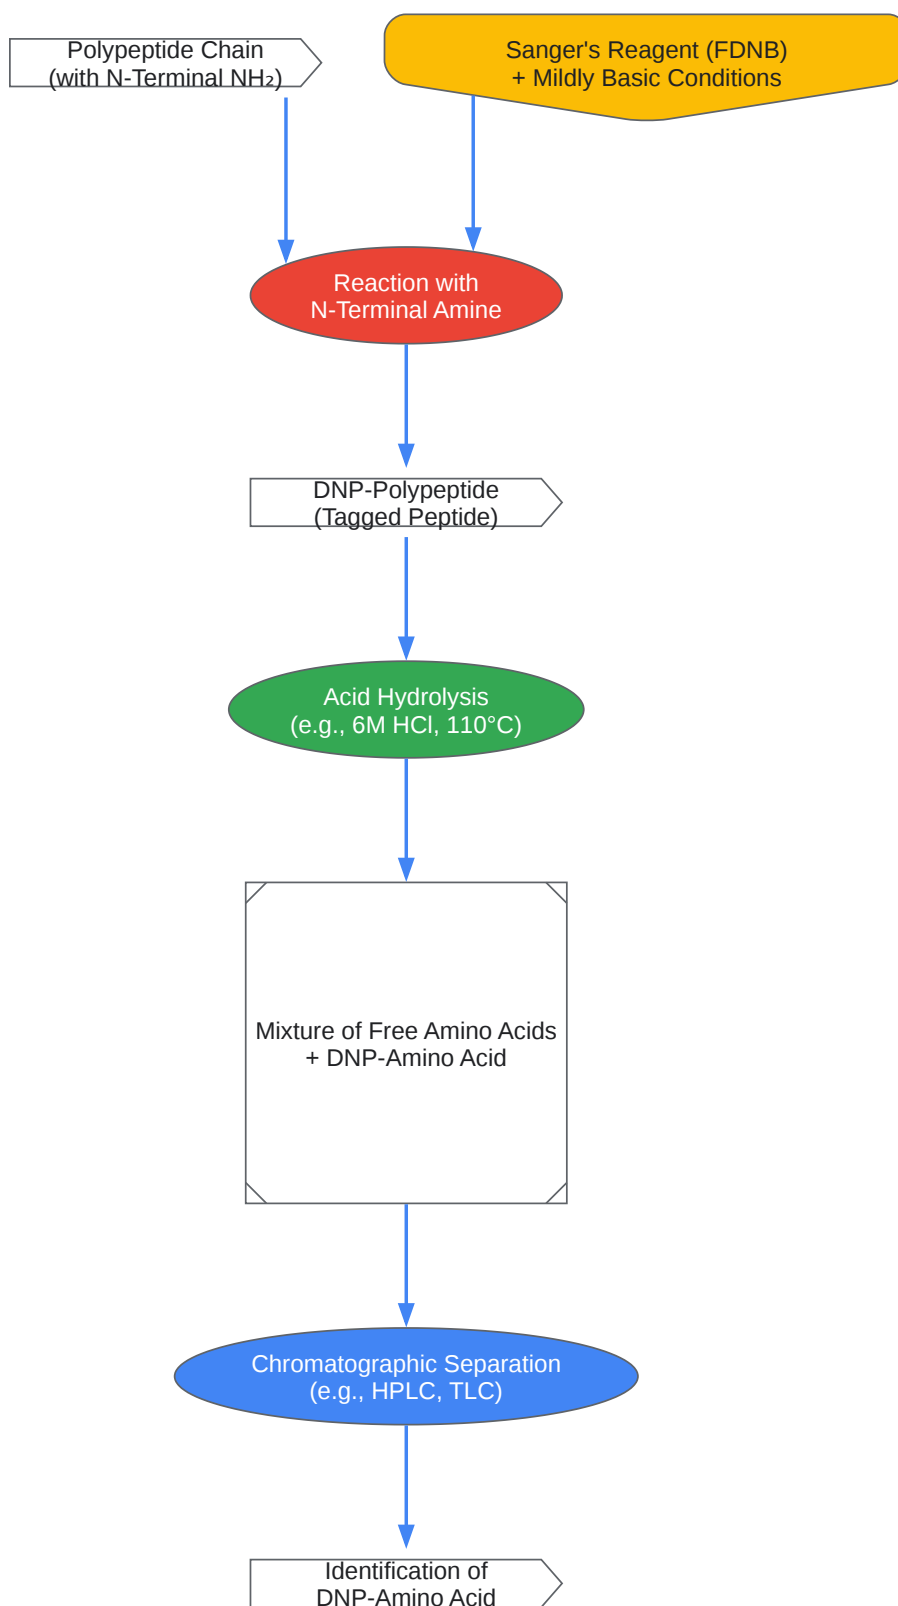 Polypeptide Chain
(with N-Terminal NH₂)
Sanger's Reagent (FDNB)
+ Mildly Basic Conditions
Reaction with
N-Terminal Amine
DNP-Polypeptide
(Tagged Peptide)
Acid Hydrolysis
(e.g., 6M HCl, 110°C)
Mixture of Free Amino Acids
+ DNP-Amino Acid
Chromatographic Separation
(e.g., HPLC, TLC)
Identification of
DNP-Amino Acid